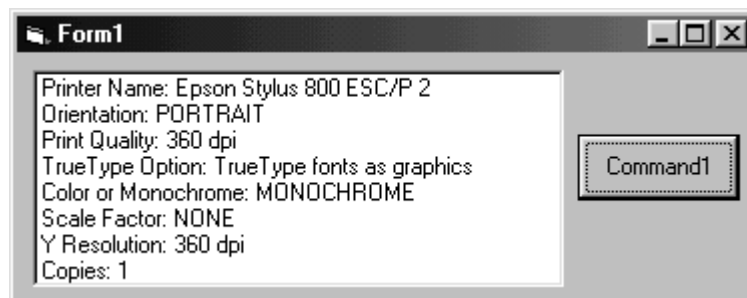 Form1
Printer Name: Epson Stylus 800 ESC/P 2
Orientation: PORTRAIT
Print Quality: 360 dpi
TrueType Option: TrueType fonts as graphics
Color or Monochrome: MONOCHROME
Scale Factor: NONE
Y Resolution: 360 dpi
Copies: 1
Command1